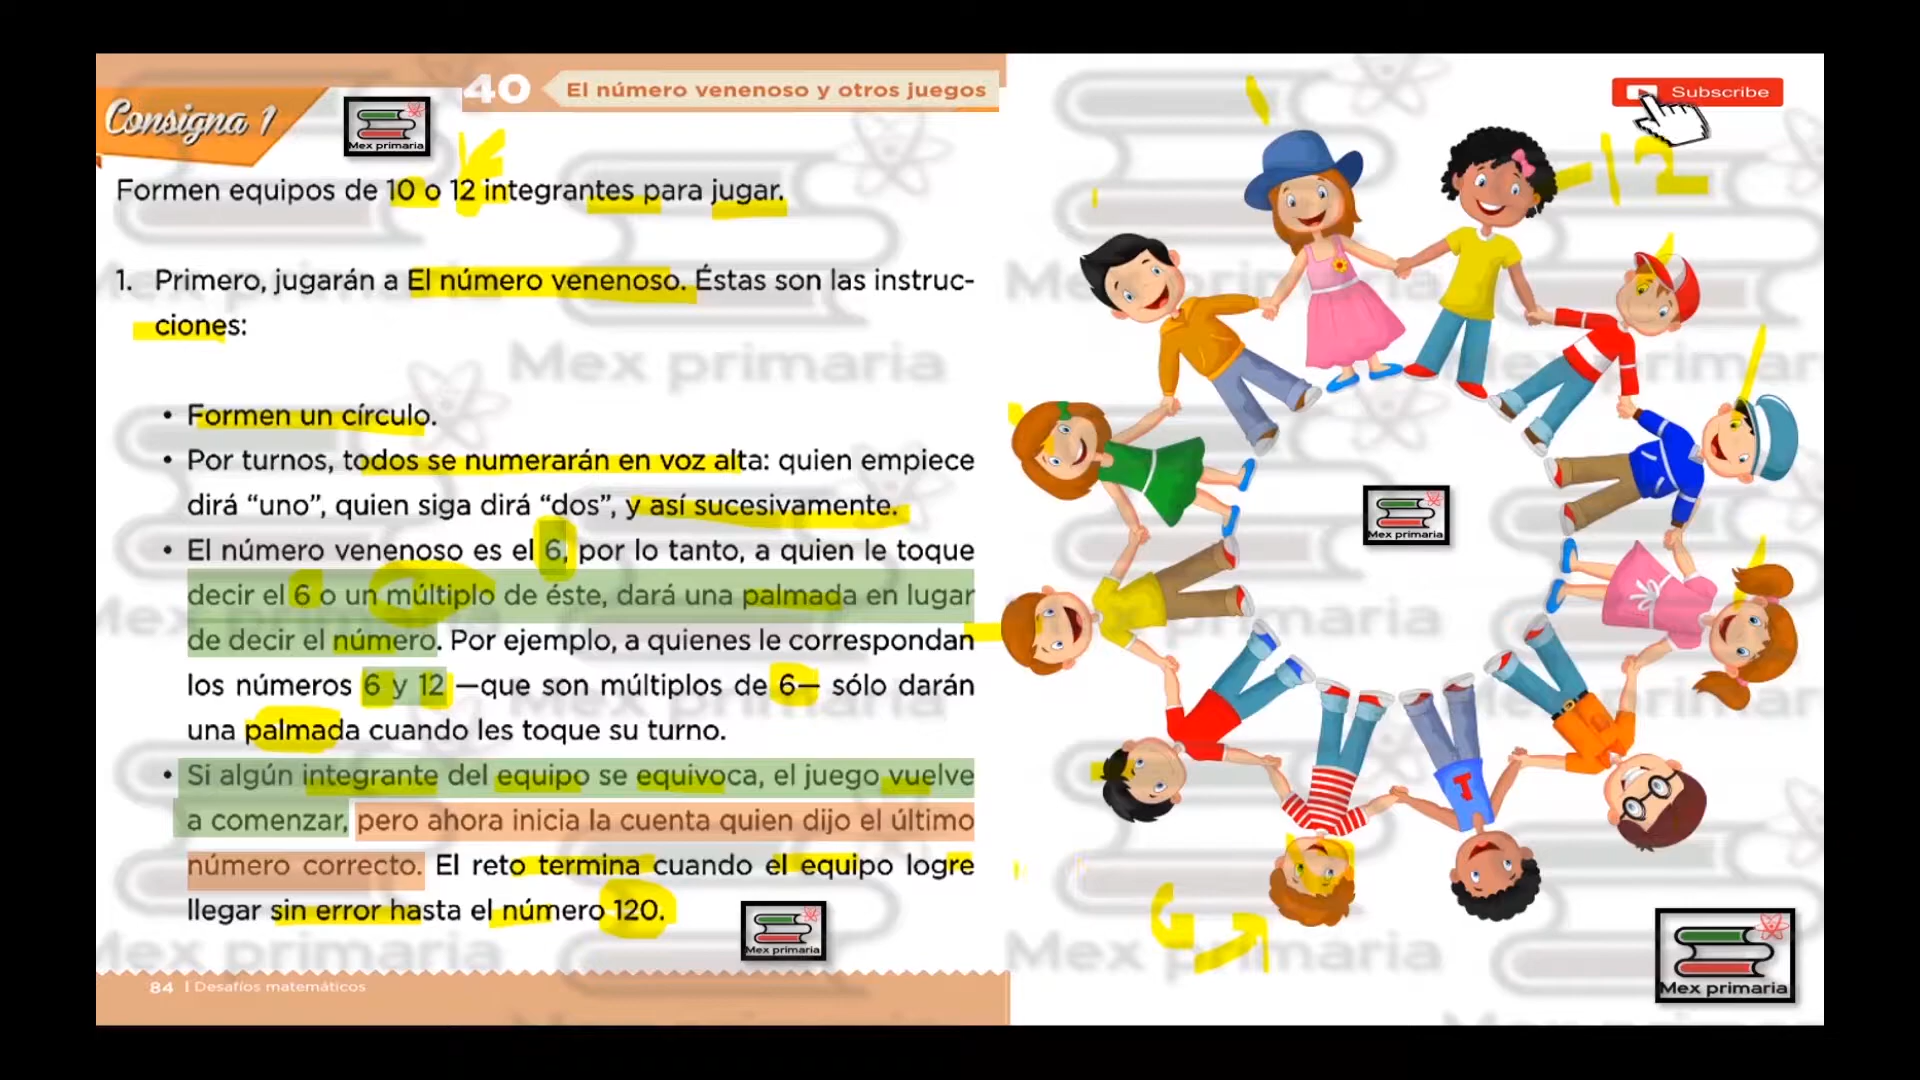 40
El número venenoso y otros juegos
Consigna 1
Mex primaria
Subscribe
Formen equipos de 10 o 12 integrantes para jugar.
1. Primero, jugarán a El número venenoso. Éstas son las instruc-
ciones:
• Formen un círculo.
• Por turnos, todos se numerarán en voz alta: quien empiece
dirá “uno”, quien siga dirá “dos”, y así sucesivamente.
• El número venenoso es el 6, por lo tanto, a quien le toque
decir el 6 o un múltiplo de éste, dará una palmada en lugar
de decir el número. Por ejemplo, a quienes le correspondan
los números 6 y 12 —que son múltiplos de 6— sólo darán
una palmada cuando les toque su turno.
• Si algún integrante del equipo se equivoca, el juego vuelve
a comenzar, pero ahora inicia la cuenta quien dijo el último
número correcto. El reto termina cuando el equipo logre
llegar sin error hasta el número 120.
Mex primaria
84 | Desafíos matemáticos
Mex primaria
T
Mex primaria